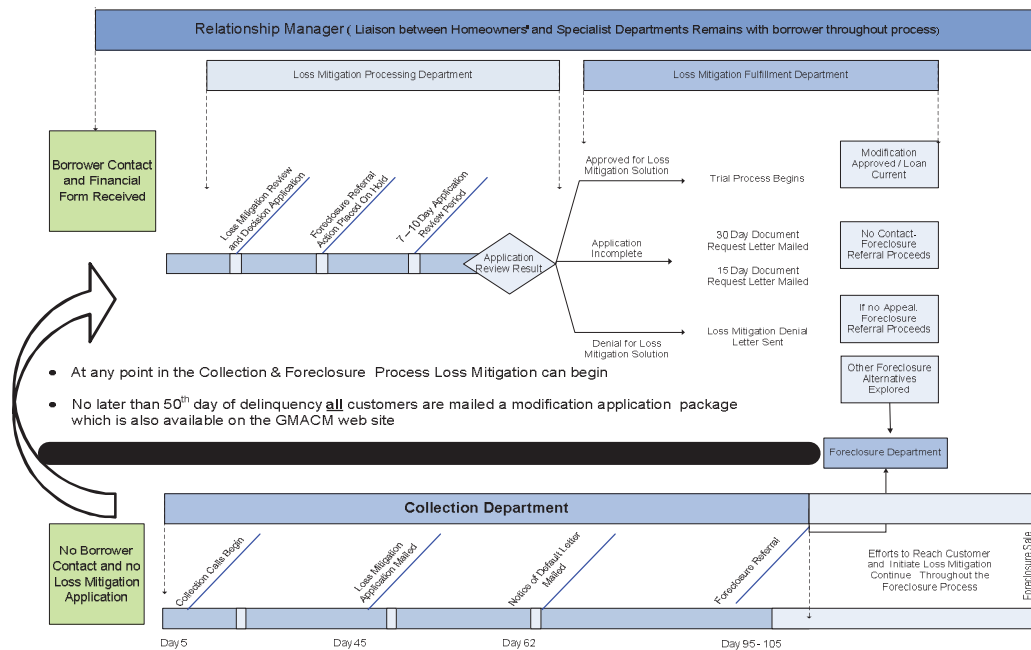 Relationship Manager ( Liaison between Homeowners" and Specialist Departments Remains with borrower throughout process)
Loss Mitigation Processing Department
Loss Mitigation Fulfillment Department
Borrower Contact
and Financial
Form Received
Loss Mitigation Review
and Decision Application
Foreclosure Referral
Action Placed On Hold
7 – 10 Day Application
Review Period
Application
Review Result
Approved for Loss
Mitigation Solution
Trial Process Begins
Modification
Approved / Loan
Current
Application
Incomplete
30 Day Document
Request Letter Mailed
15 Day Document
Request Letter Mailed
No Contact-
Foreclosure
Referral Proceeds
Denial for Loss
Mitigation Solution
Loss Mitigation Denial
Letter Sent
If no Appeal.
Foreclosure
Referral Proceeds
Other Foreclosure
Alternatives
Explored
• At any point in the Collection & Foreclosure Process Loss Mitigation can begin
• No later than 50th day of delinquency all customers are mailed a modification application package
which is also available on the GMACM web site
Foreclosure Department
Collection Department
No Borrower
Contact and no
Loss Mitigation
Application
Collection Calls Begin
Loss Mitigation
Application Mailed
Notice of Default Letter
Mailed
Foreclosure Referral
Efforts to Reach Customer
and Initiate Loss Mitigation
Continue Throughout the
Foreclosure Process
Foreclosure Sale
Day 5
Day 45
Day 62
Day 95 - 105